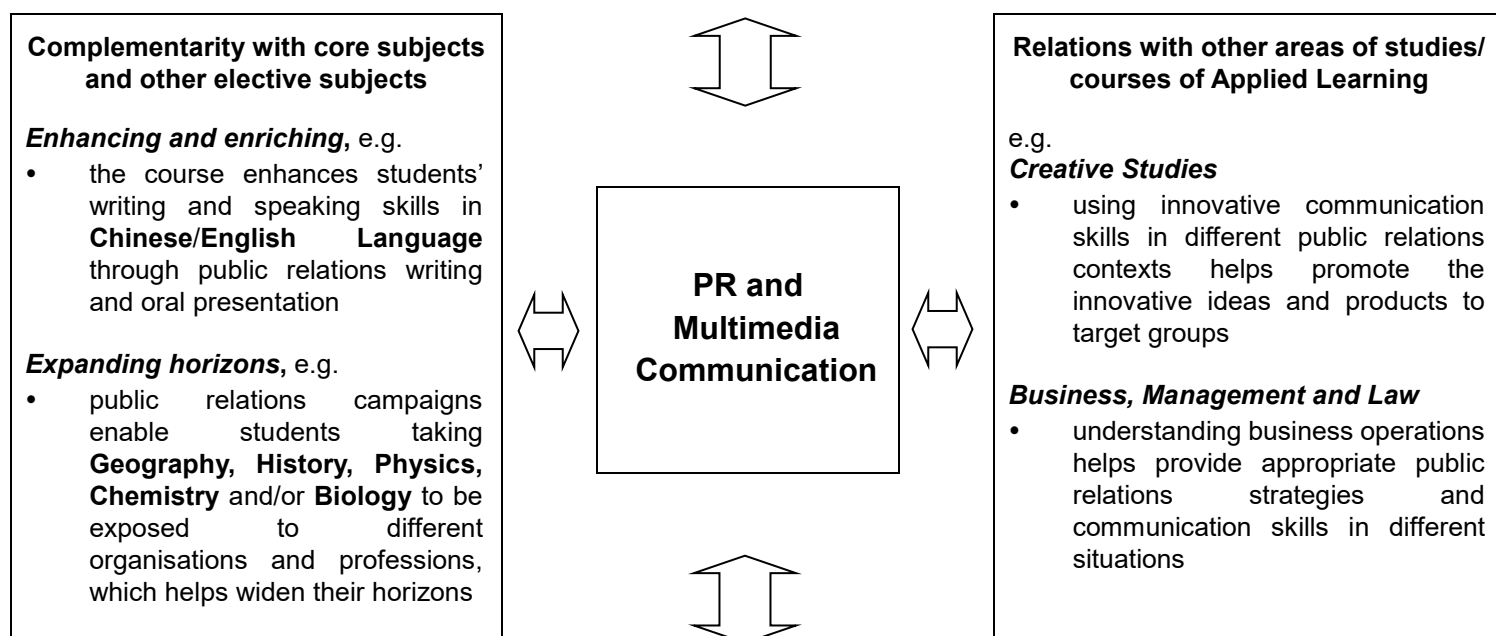 Complementarity with core subjects
and other elective subjects
Enhancing and enriching, e.g.
• the course enhances students’
writing and speaking skills in
Chinese/English Language
through public relations writing
and oral presentation
Expanding horizons, e.g.
• public relations campaigns
enable students taking
Geography, History, Physics,
Chemistry and/or Biology to be
exposed to different
organisations and professions,
which helps widen their horizons
PR and
Multimedia
Communication
Relations with other areas of studies/
courses of Applied Learning
e.g.
Creative Studies
• using innovative communication
skills in different public relations
contexts helps promote the
innovative ideas and products to
target groups
Business, Management and Law
• understanding business operations
helps provide appropriate public
relations strategies and
communication skills in different
situations